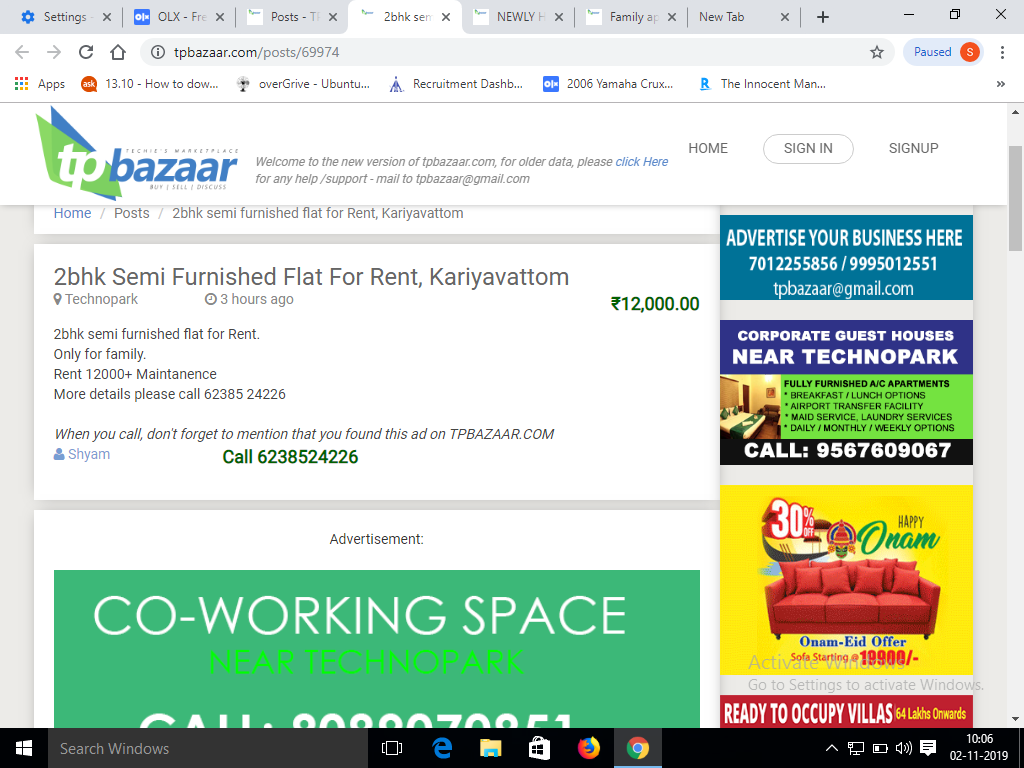 Settings -
OLX - Fre
Posts - T
2bhk sem
NEWLY H
Family ap
New Tab
tpbazaar.com/posts/69974
Paused
S
Apps
ask
13.10 - How to dow...
overGrive - Ubuntu...
Recruitment Dashb...
2006 Yamaha Crux...
The Innocent Man...
»
TECHIE'S MARKETPLACE
tpbazaar
BUY | SELL | DISCUSS
Welcome to the new version of tpbazaar.com, for older data, please click Here
for any help /support - mail to tpbazaar@gmail.com
HOME
SIGN IN
SIGNUP
Home / Posts / 2bhk semi furnished flat for Rent, Kariyavattom
2bhk Semi Furnished Flat For Rent, Kariyavattom
Technopark
3 hours ago
₹12,000.00
2bhk semi furnished flat for Rent.
Only for family.
Rent 12000+ Maintanence
More details please call 62385 24226
When you call, don't forget to mention that you found this ad on TPBAZAAR.COM
Shyam
Call 6238524226
Advertisement:
CO-WORKING SPACE
NEAR TECHNOPARK
CALL: 8088070851
ADVERTISE YOUR BUSINESS HERE
7012255856 / 9995012551
tpbazaar@gmail.com
CORPORATE GUEST HOUSES
NEAR TECHNOPARK
FULLY FURNISHED A/C APARTMENTS
* BREAKFAST / LUNCH OPTIONS
* AIRPORT TRANSFER FACILITY
* MAID SERVICE, LAUNDRY SERVICES
* DAILY / MONTHLY / WEEKLY OPTIONS
CALL: 9567609067
30% OFF
HAPPY
Onam
Onam-Eid Offer
Sofa Starting @ 19900/-
Activate Windows
Go to Settings to activate Windows.
READY TO OCCUPY VILLAS 64 Lakhs Onwards
Search Windows
10:06
02-11-2019